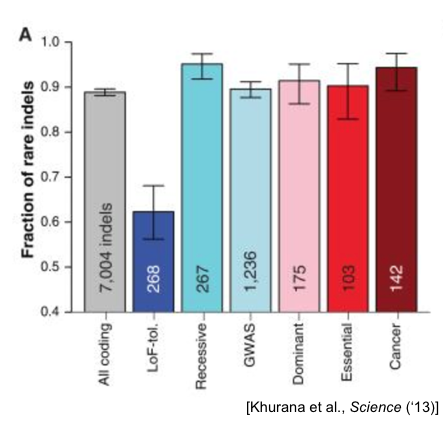 A
Fraction of rare indels
1.0
0.9
0.8
0.7
0.6
0.5
0.4
7,004 indels
268
267
1,236
175
103
142
All coding
LoF-tol.
Recessive
GWAS
Dominant
Essential
Cancer
[Khurana et al., Science (‘13)]